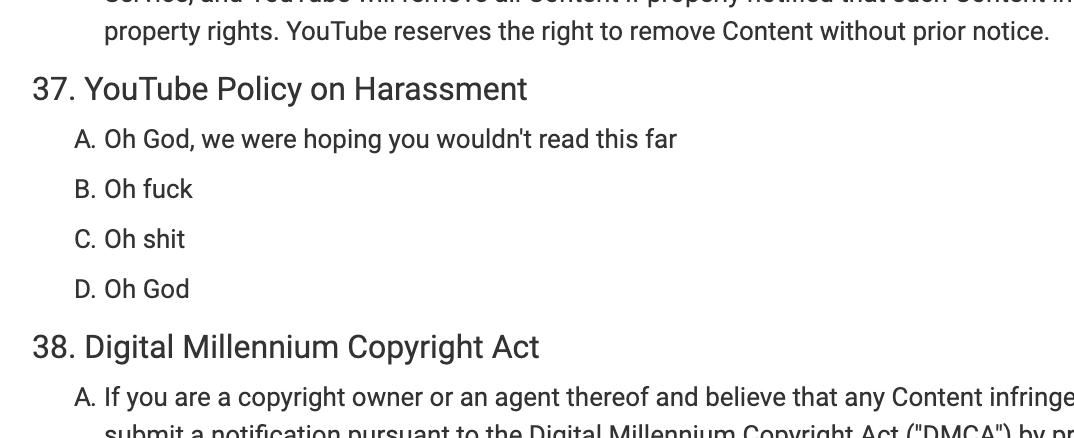 property rights. YouTube reserves the right to remove Content without prior notice.
37. YouTube Policy on Harassment
A. Oh God, we were hoping you wouldn't read this far
B. Oh fuck
C. Oh shit
D. Oh God
38. Digital Millennium Copyright Act
A. If you are a copyright owner or an agent thereof and believe that any Content infringe
submit a notification pursuant to the Digital Millennium Copyright Act ("DMCA") by pr